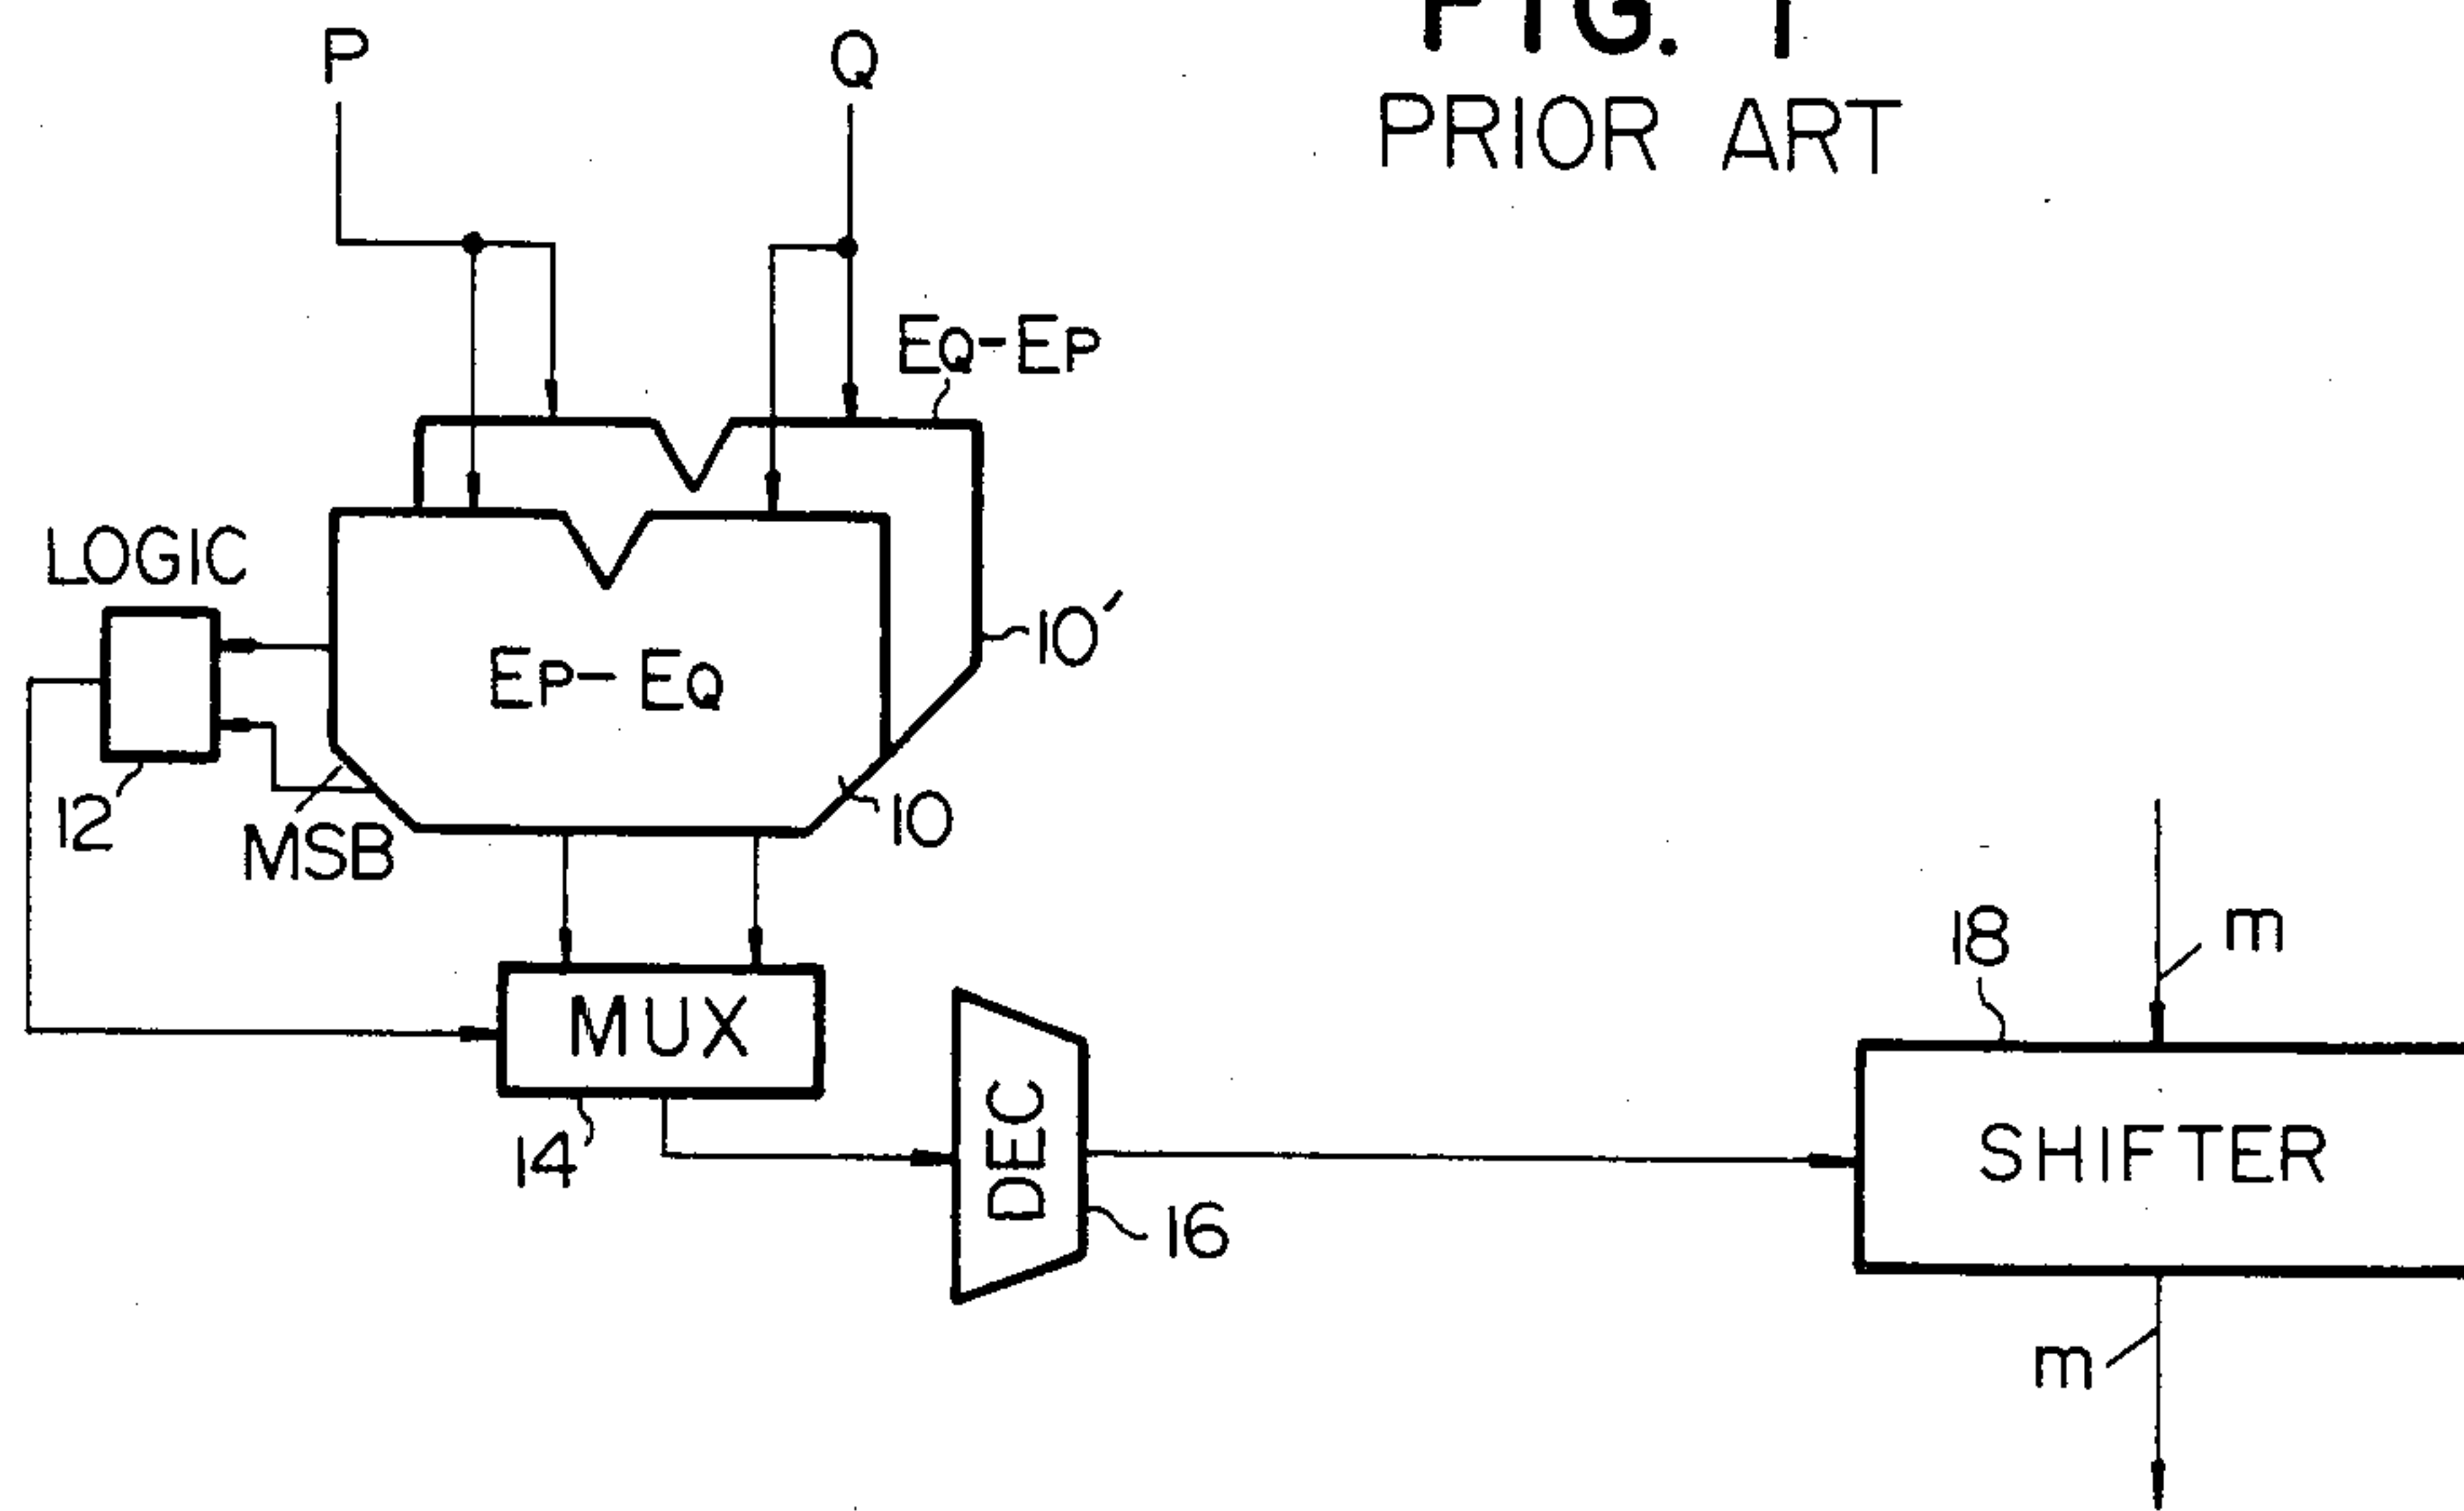 P
Q
FIG. 1
PRIOR ART
EQ-EP
LOGIC
10'
EP-EQ
12
MSB
10
18
m
MUX
DEC
14
SHIFTER
16
m